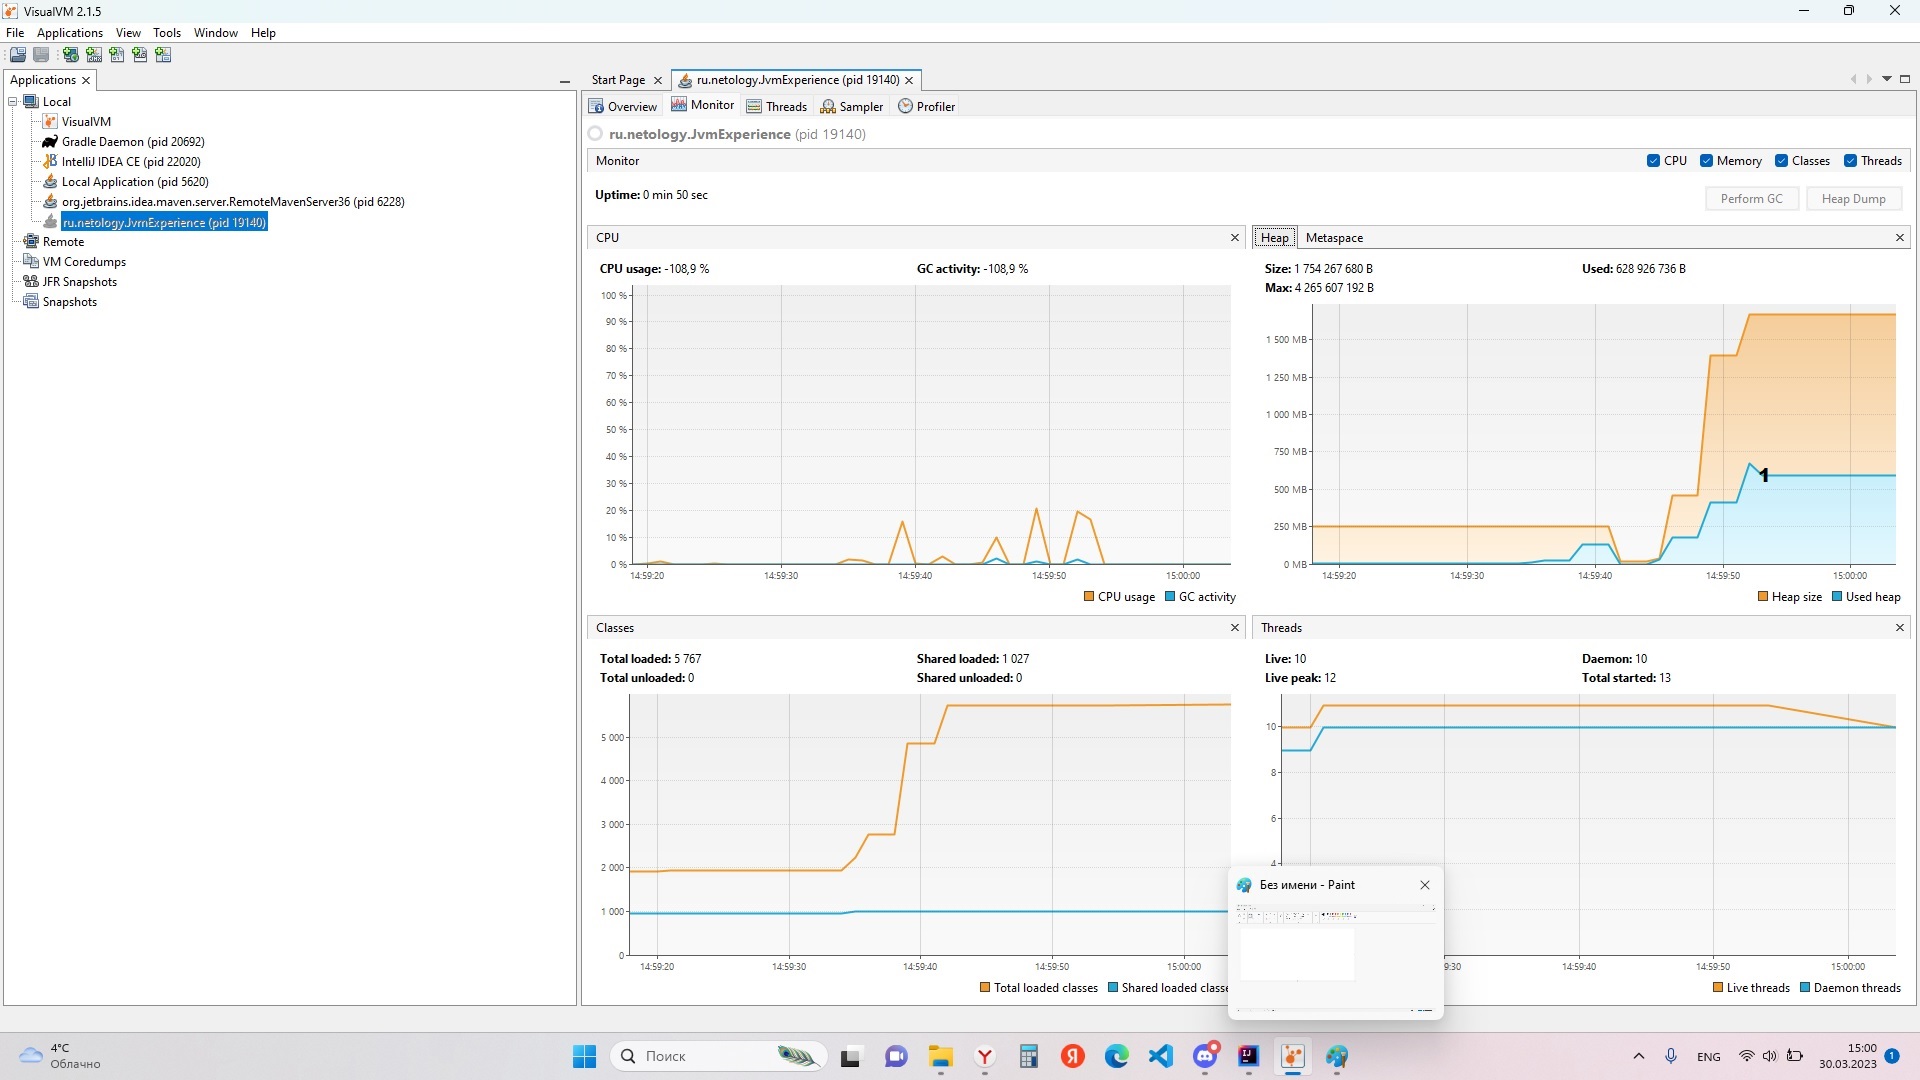 VisualVM 2.1.5
File Applications View Tools Window Help
Applications
Local
VisualVM
Gradle Daemon (pid 20692)
IntelliJ IDEA CE (pid 22020)
Local Application (pid 5620)
org.jetbrains.idea.maven.server.RemoteMavenServer36 (pid 6228)
ru.netology.JvmExperience (pid 19140)
Remote
VM Coredumps
JFR Snapshots
Snapshots
Start Page ru.netology.JvmExperience (pid 19140)
Overview Monitor Threads Sampler Profiler
ru.netology.JvmExperience (pid 19140)
Monitor CPU Memory Classes Threads
Uptime: 0 min 50 sec Perform GC Heap Dump
CPU
CPU usage: -108,9 % GC activity: -108,9 %
100 %
90 %
80 %
70 %
60 %
50 %
40 %
30 %
20 %
10 %
0 %
14:59:20 14:59:30 14:59:40 14:59:50 15:00:00
CPU usage GC activity
Heap Metaspace
Size: 1 754 267 680 B Used: 628 926 736 B
Max: 4 265 607 192 B
1 500 MB
1 250 MB
1 000 MB
750 MB
1
500 MB
250 MB
0 MB
14:59:20 14:59:30 14:59:40 14:59:50 15:00:00
Heap size Used heap
Classes
Total loaded: 5 767 Shared loaded: 1 027
Total unloaded: 0 Shared unloaded: 0
5 000
4 000
3 000
2 000
1 000
0
14:59:20 14:59:30 14:59:40 14:59:50 15:00:00
Total loaded classes Shared loaded classe
Threads
Live: 10 Daemon: 10
Live peak: 12 Total started: 13
10
8
6
4
9:30 14:59:40 14:59:50 15:00:00
Live threads Daemon threads
Без имени - Paint
4°C
Облачно
Поиск
ENG
15:00
30.03.2023
1